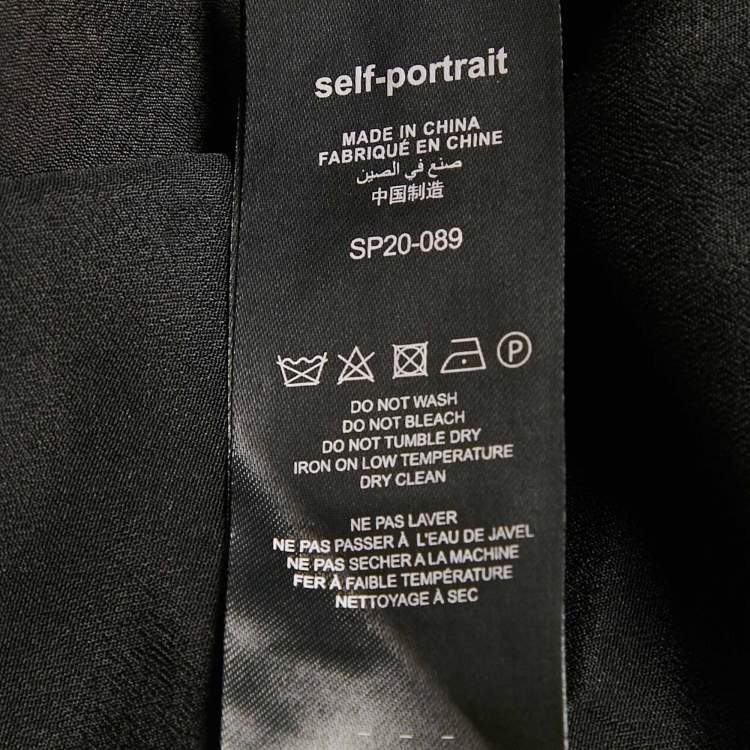 self-portrait
MADE IN CHINA
FABRIQUÉ EN CHINE
صنع في الصين
中国制造
SP20-089
P
DO NOT WASH
DO NOT BLEACH
DO NOT TUMBLE DRY
IRON ON LOW TEMPERATURE
DRY CLEAN
NE PAS LAVER
NE PAS PASSER À L'EAU DE JAVEL
NE PAS SECHER A LA MACHINE
FER À FAIBLE TEMPÉRATURE
NETTOYAGE À SEC